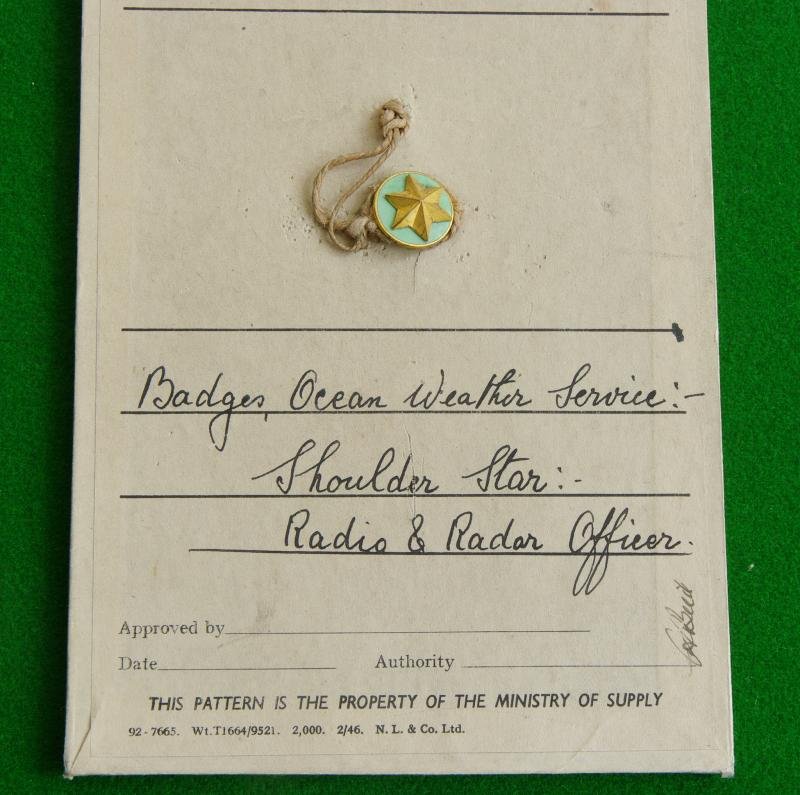 Badges, Ocean Weather Service:-
Shoulder Star:-
Radio & Radar Officer.
Approved by
Date Authority
THIS PATTERN IS THE PROPERTY OF THE MINISTRY OF SUPPLY
92-7665. Wt.T1664/9521. 2,000. 2/46. N. L. & Co. Ltd.